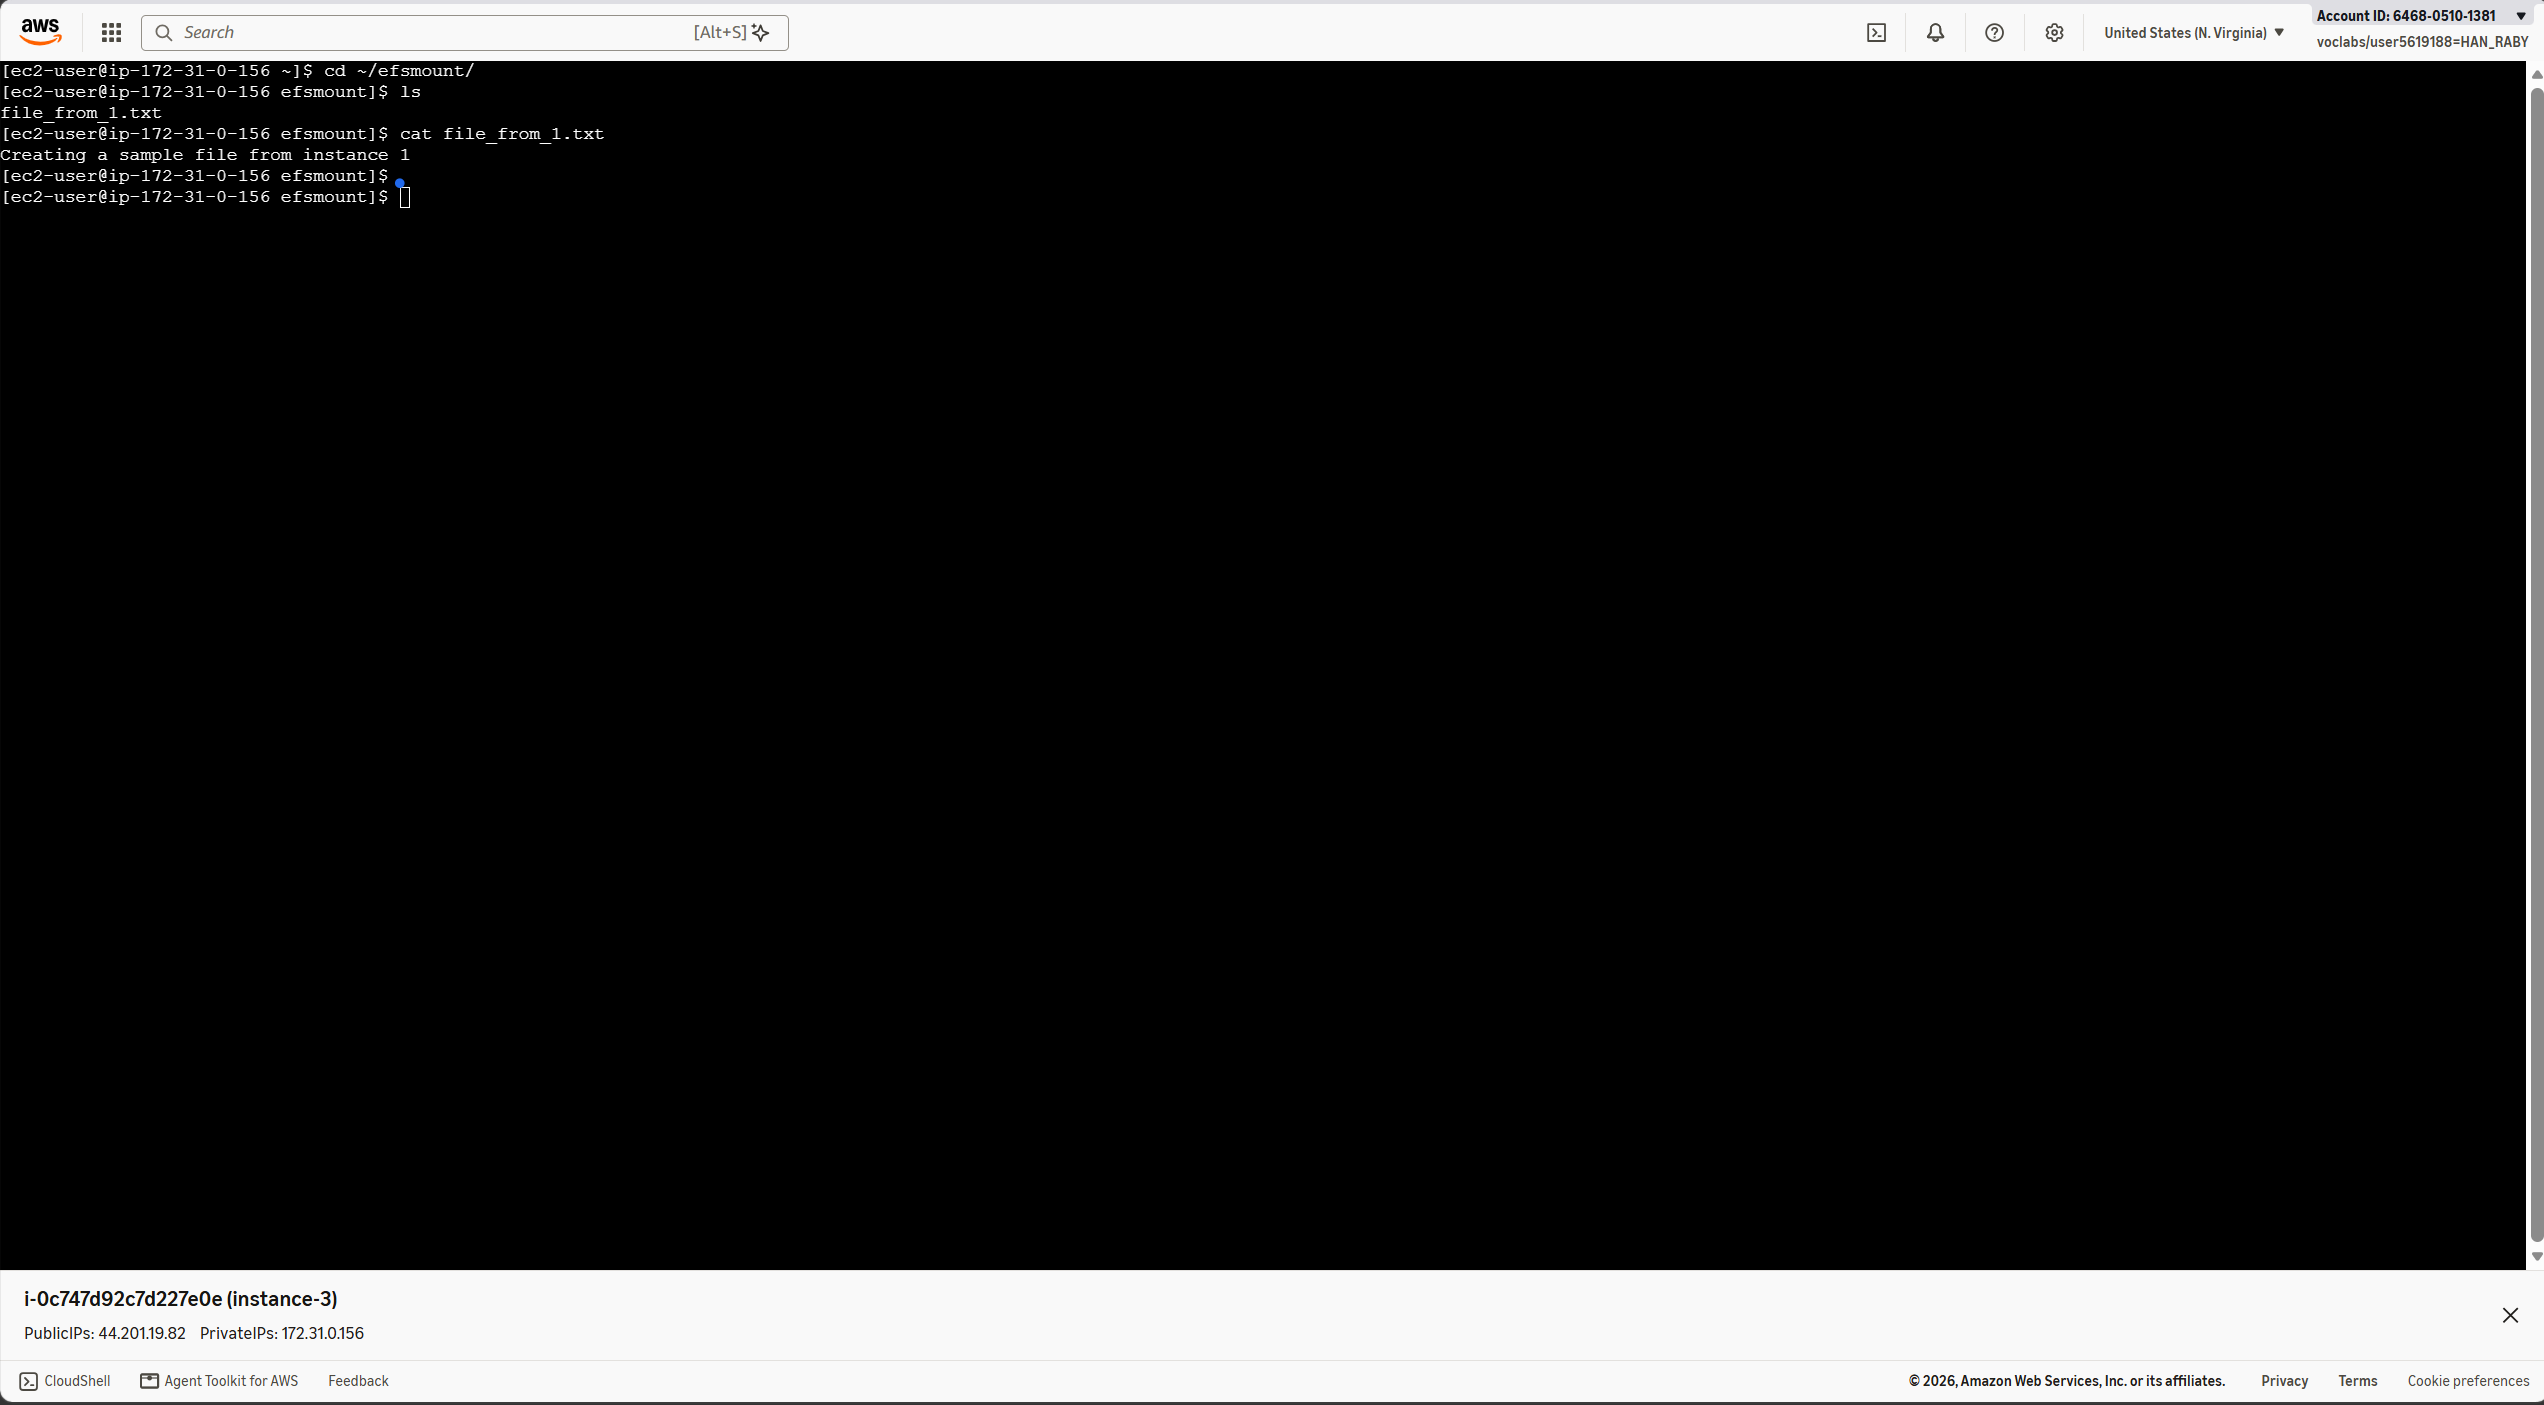 aws
Search [Alt+S]
United States (N. Virginia)
Account ID: 6468-0510-1381
voclabs/user5619188=HAN_RABY
[ec2-user@ip-172-31-0-156 ~]$ cd ~/efsmount/
[ec2-user@ip-172-31-0-156 efsmount]$ ls
file_from_1.txt
[ec2-user@ip-172-31-0-156 efsmount]$ cat file_from_1.txt
Creating a sample file from instance 1
[ec2-user@ip-172-31-0-156 efsmount]$
[ec2-user@ip-172-31-0-156 efsmount]$
i-0c747d92c7d227e0e (instance-3)
PublicIPs: 44.201.19.82 PrivateIPs: 172.31.0.156
CloudShell Agent Toolkit for AWS Feedback © 2026, Amazon Web Services, Inc. or its affiliates. Privacy Terms Cookie preferences